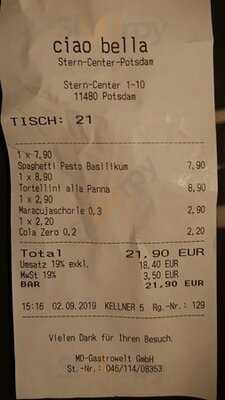 ciao bella
Stern-Center-Potsdam
Stern-Center 1-10
11480 Potsdam
TISCH: 21
1 x 7,90
Spaghetti Pesto Basilikum 7,90
1 x 8,90
Tortellini alla Panna 8,90
1 x 2,90
Maracujaschorle 0,3 2,90
1 x 2,20
Cola Zero 0,2 2,20
Total 21,90 EUR
Umsatz 19% exkl. 18,40 EUR
MwSt 19% 3,50 EUR
BAR 21,90 EUR
15:16 02.09.2019 KELLNER 5 Rg.-Nr.: 129
Vielen Dank für Ihren Besuch.
MD-Gastrowelt GmbH
St.-Nr.: 046/114/08353